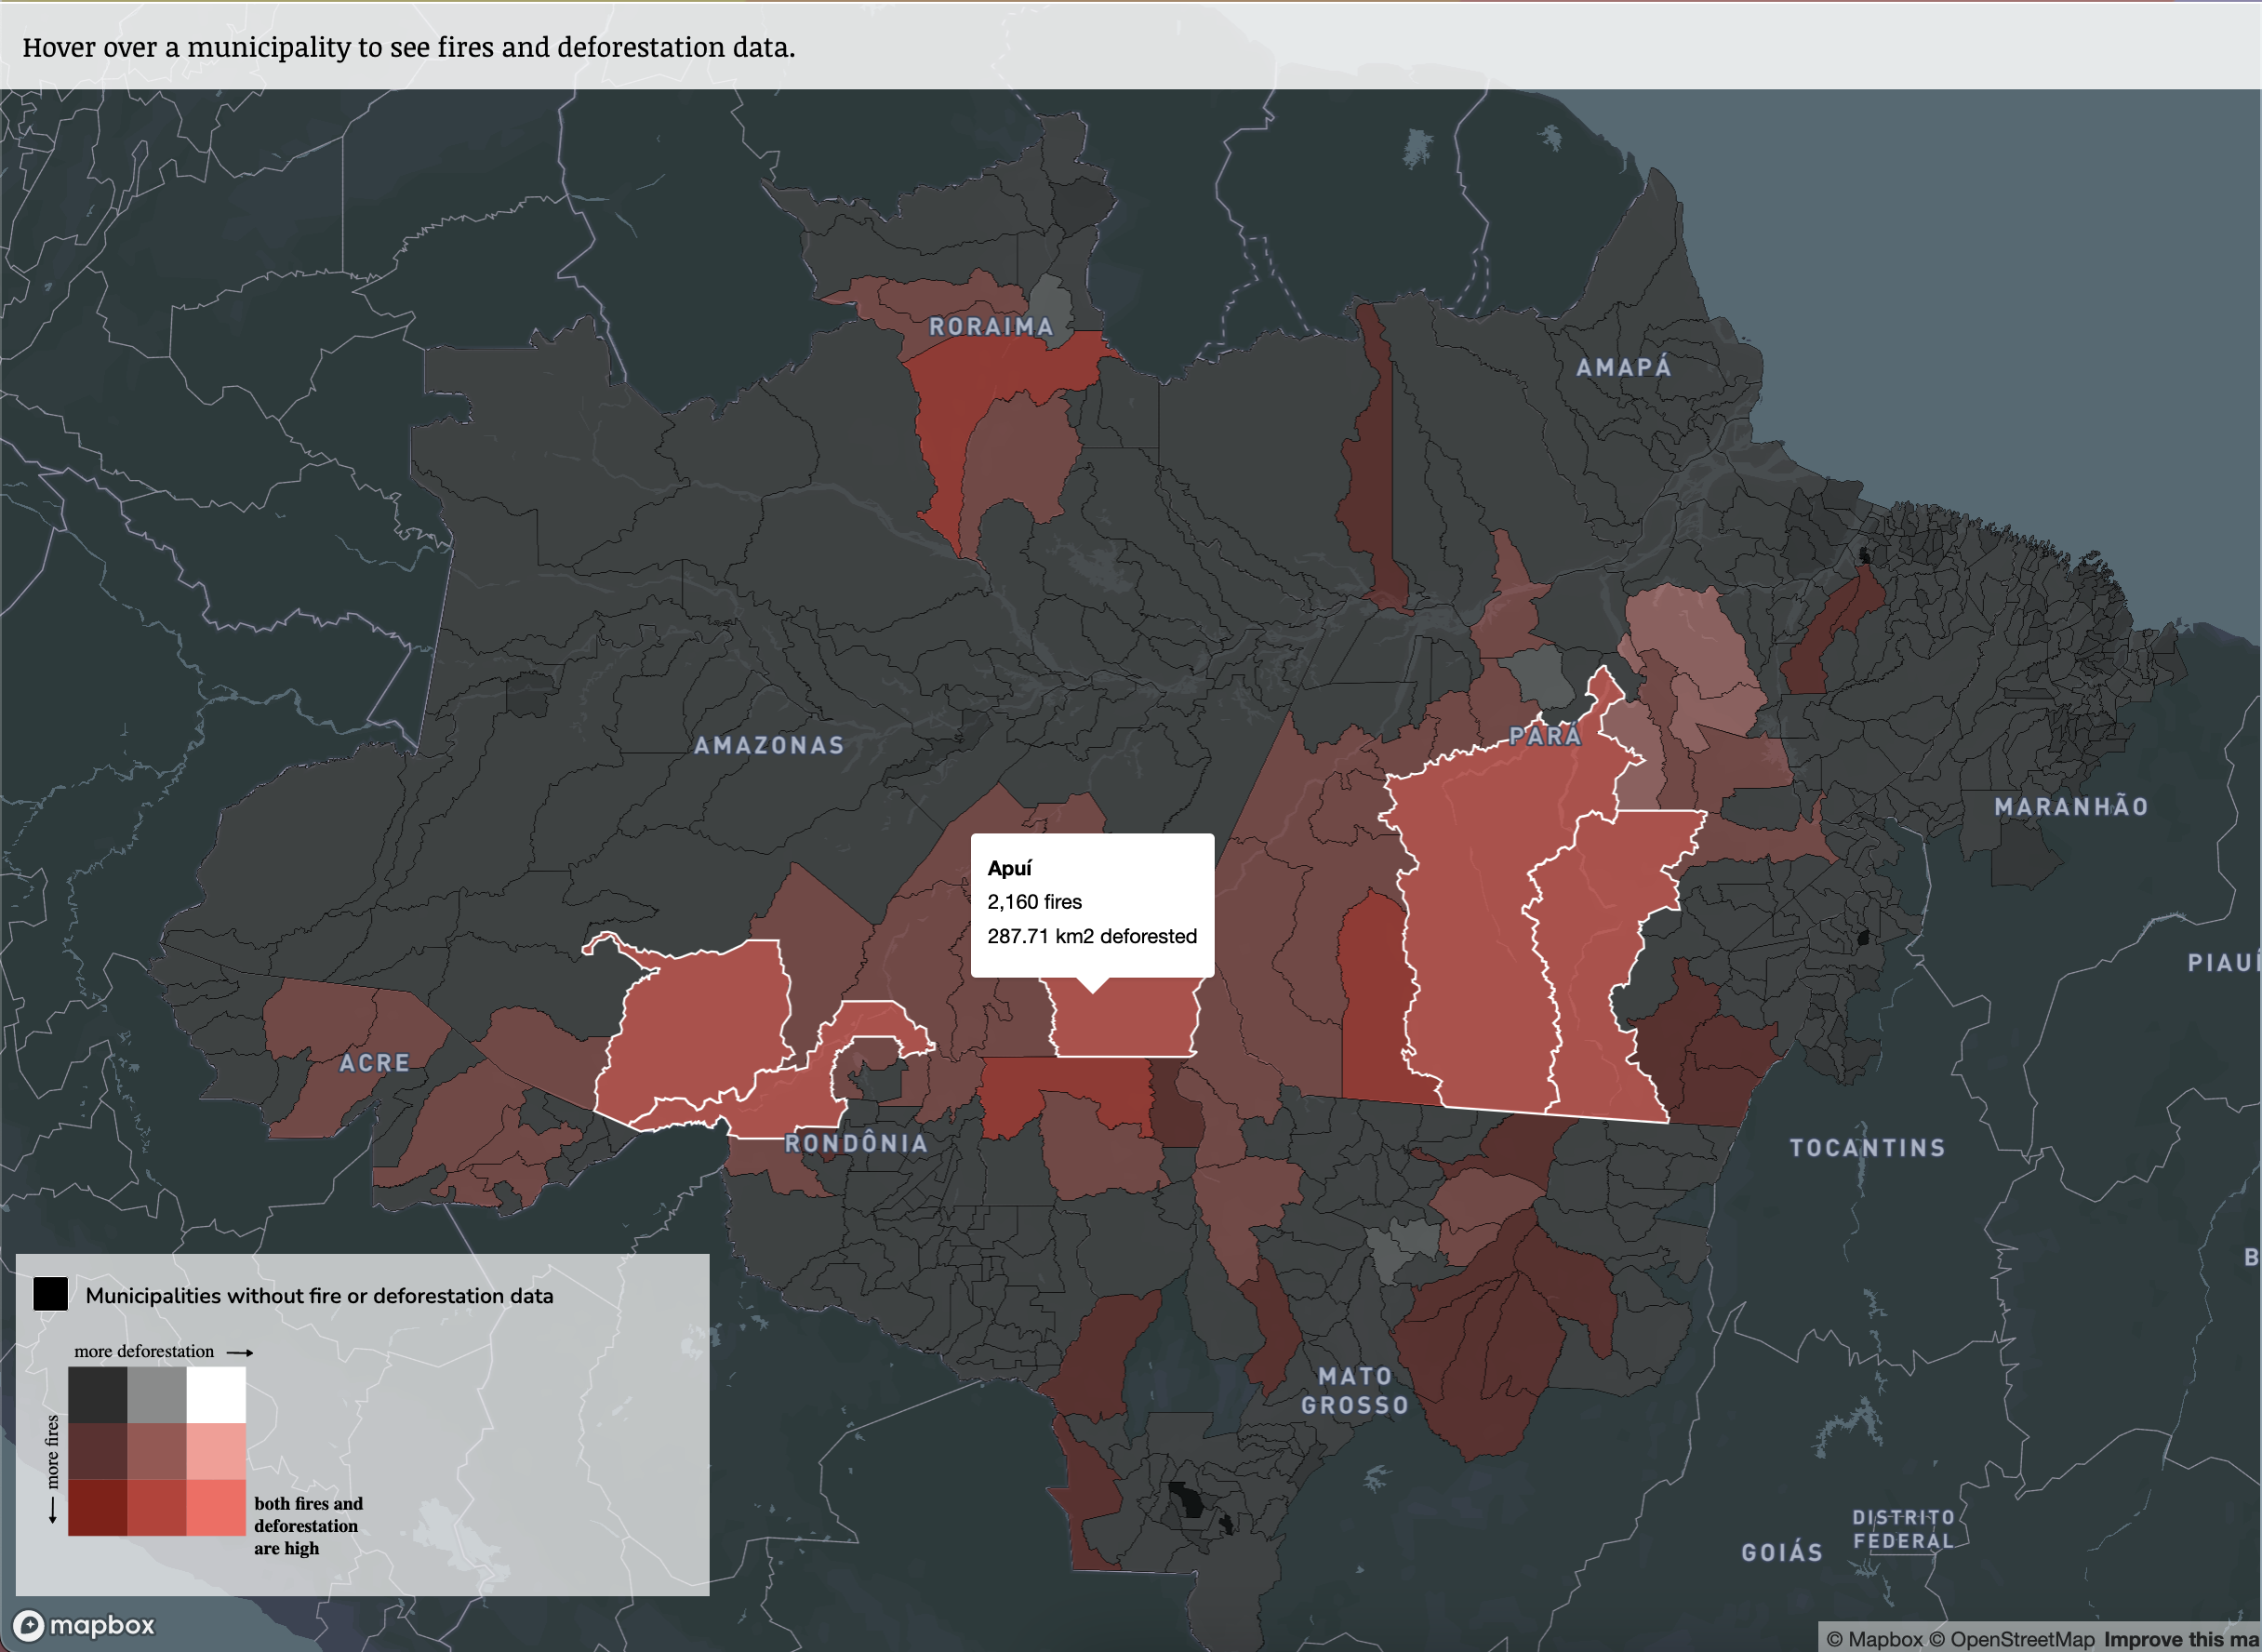 Hover over a municipality to see fires and deforestation data.
RORAIMA
AMAPÁ
PARÁ
AMAZONAS
MARANHÃO
Apuí
2,160 fires
287.71 km2 deforested
PIAUÍ
ACRE
RONDÔNIA
TOCANTINS
B
MATO
GROSSO
DISTRITO
FEDERAL
GOIÁS
Municipalities without fire or deforestation data
more deforestation →
more fires
both fires and
deforestation
are high
mapbox
© Mapbox © OpenStreetMap Improve this ma